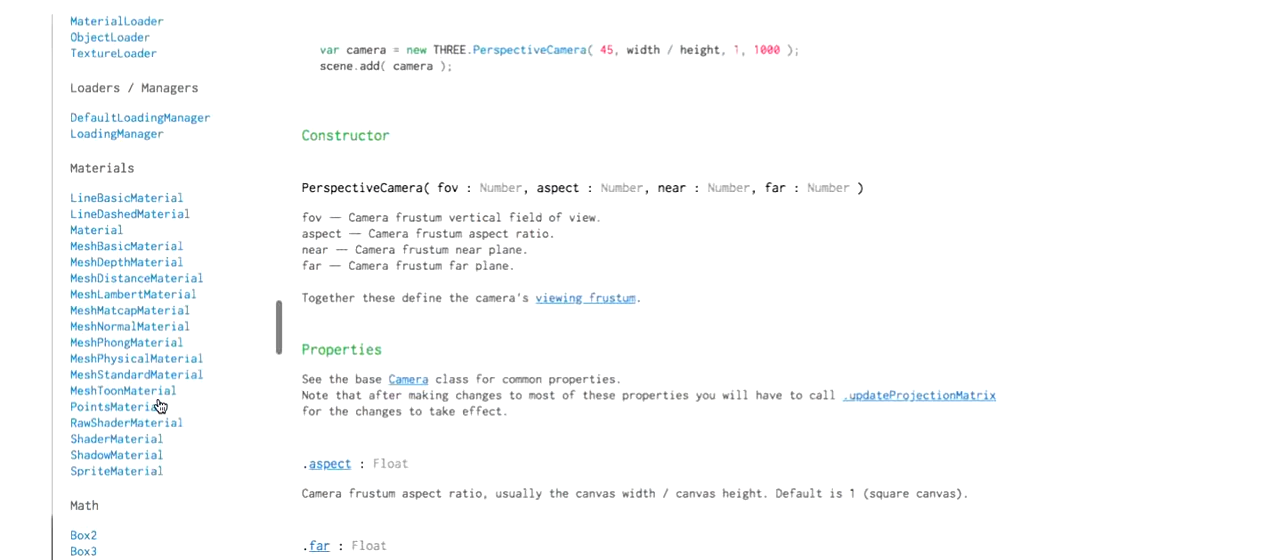 MaterialLoader
ObjectLoader
TextureLoader
Loaders / Managers
DefaultLoadingManager
LoadingManager
Materials
LineBasicMaterial
LineDashedMaterial
Material
MeshBasicMaterial
MeshDepthMaterial
MeshDistanceMaterial
MeshLambertMaterial
MeshMatcapMaterial
MeshNormalMaterial
MeshPhongMaterial
MeshPhysicalMaterial
MeshStandardMaterial
MeshToonMaterial
PointsMaterial
RawShaderMaterial
ShaderMaterial
ShadowMaterial
SpriteMaterial
Math
Box2
Box3
var camera = new THREE.PerspectiveCamera( 45, width / height, 1, 1000 );
scene.add( camera );
Constructor
PerspectiveCamera( fov : Number, aspect : Number, near : Number, far : Number )
fov — Camera frustum vertical field of view.
aspect — Camera frustum aspect ratio.
near — Camera frustum near plane.
far — Camera frustum far plane.
Together these define the camera's viewing frustum.
Properties
See the base Camera class for common properties.
Note that after making changes to most of these properties you will have to call .updateProjectionMatrix
for the changes to take effect.
.aspect : Float
Camera frustum aspect ratio, usually the canvas width / canvas height. Default is 1 (square canvas).
.far : Float